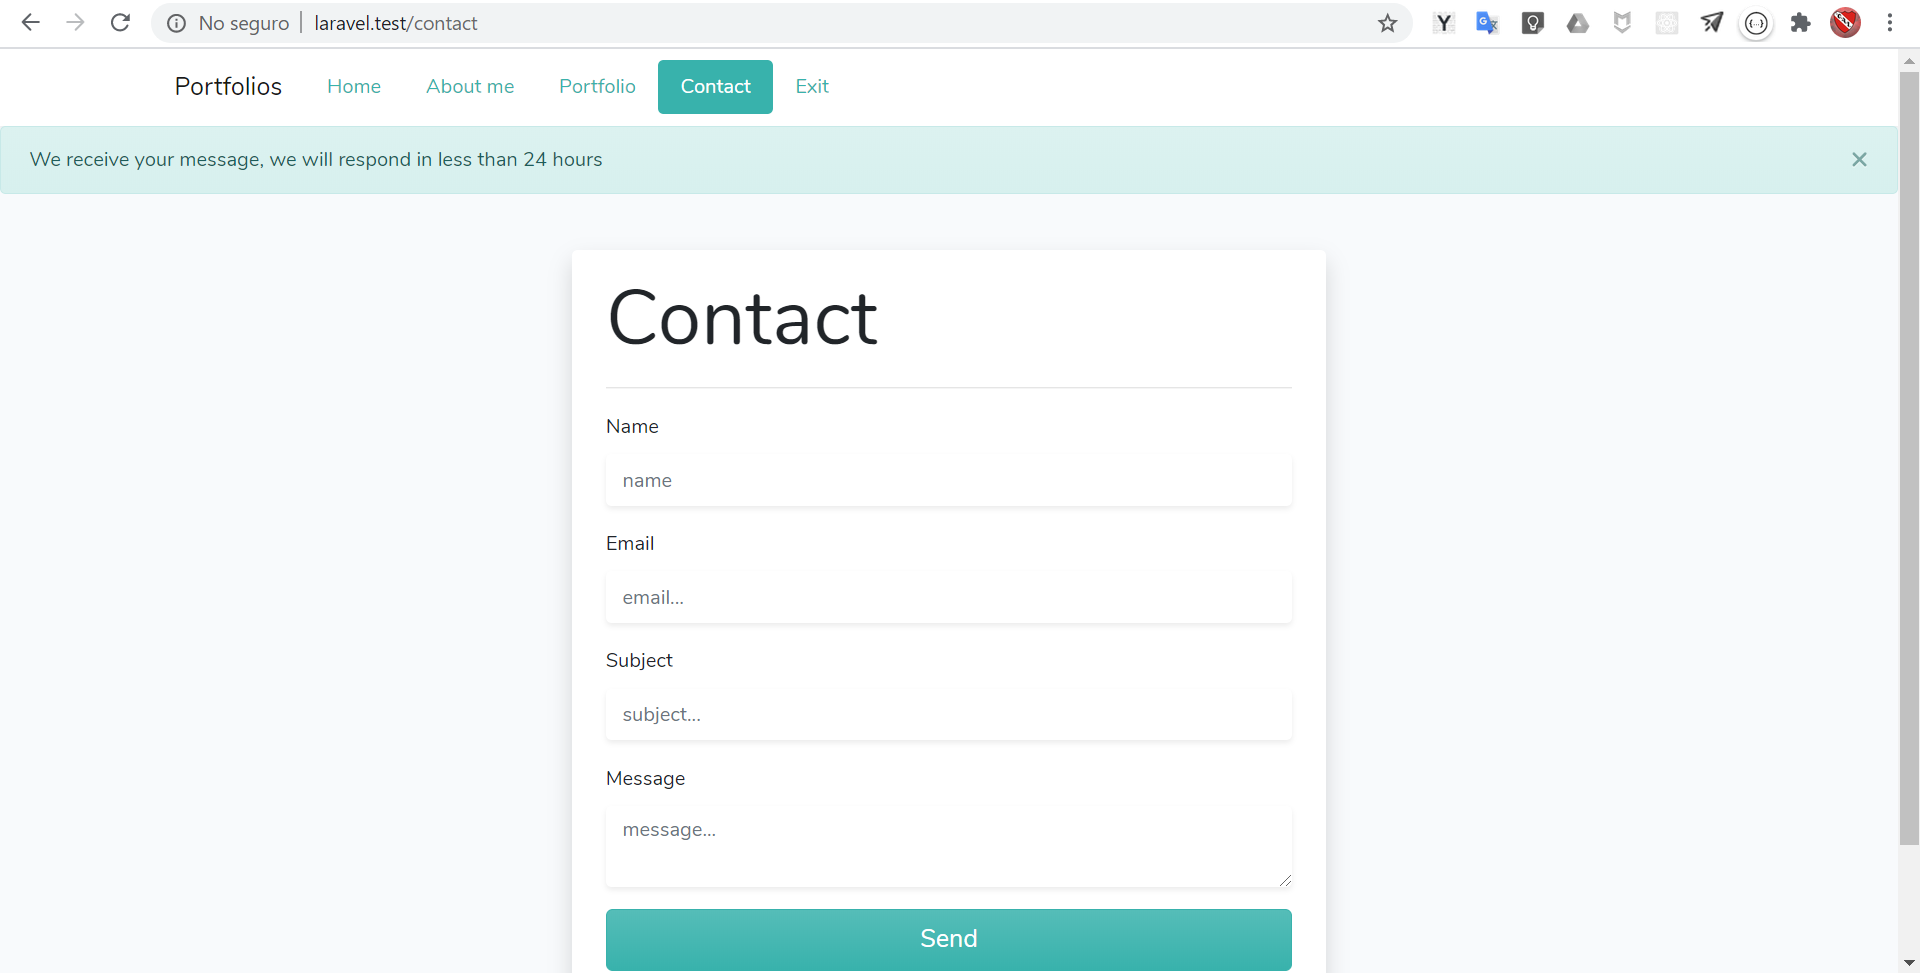 No seguro | laravel.test/contact
Portfolios Home About me Portfolio Contact Exit
We receive your message, we will respond in less than 24 hours ×
Contact
Name
name
Email
email...
Subject
subject...
Message
message...
Send